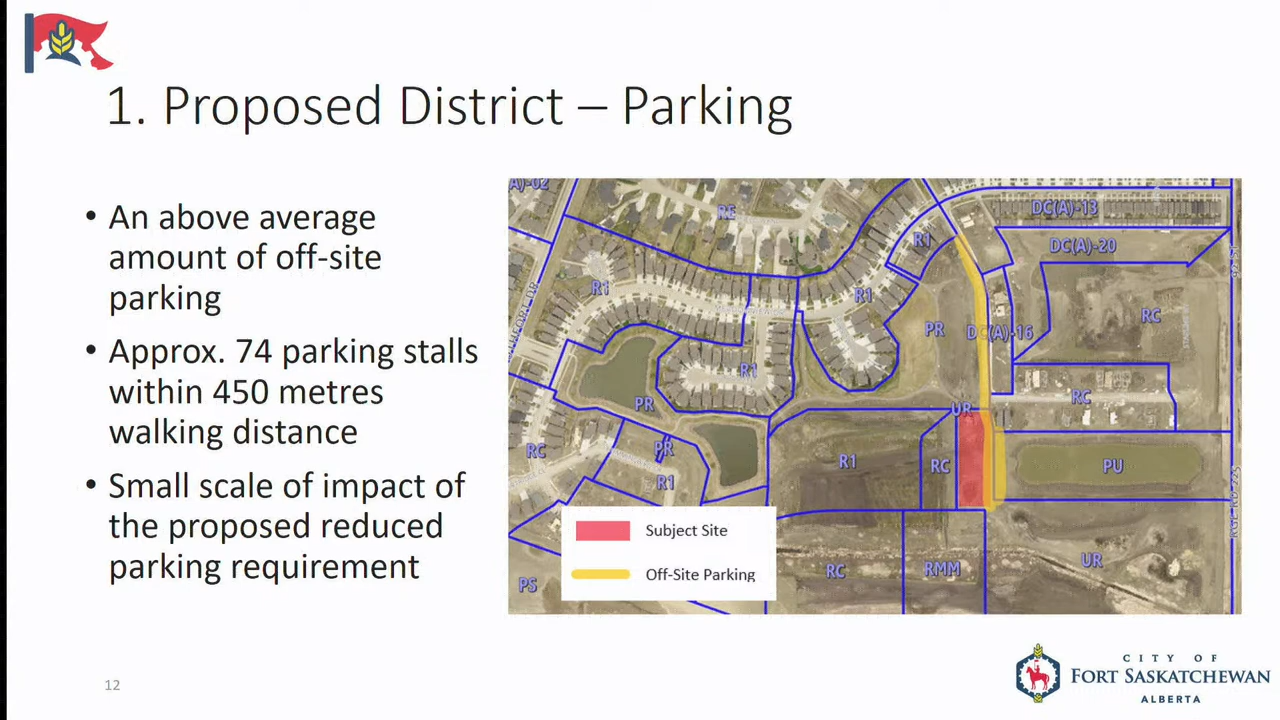 1. Proposed District – Parking
• An above average
amount of off-site
parking
• Approx. 74 parking stalls
within 450 metres
walking distance
• Small scale of impact of
the proposed reduced
parking requirement
A)-02
RE
R1
DC(A)-13
DC(A)-20
R1
R1
PR
DC(A)-16
RC
R1
PR
UR
RC
RC
PR
R1
R1
RC
PU
Subject Site
Off-Site Parking
PS
RC
RMM
UR
12
CITY OF
FORT SASKATCHEWAN
ALBERTA